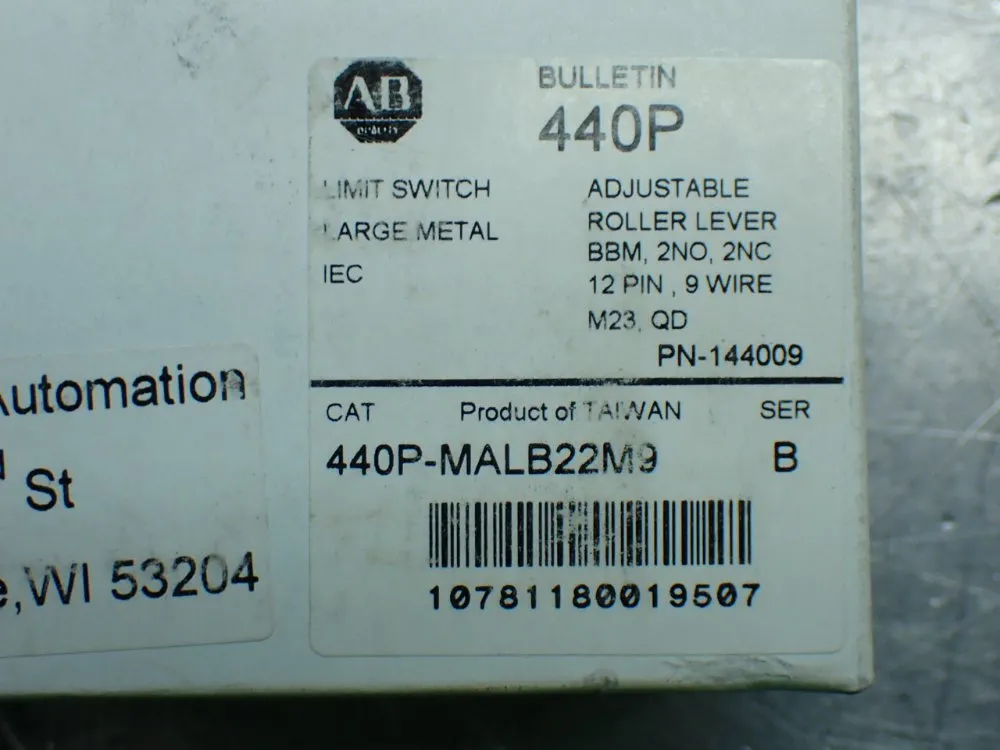 AB
QUALITY
BULLETIN
440P
LIMIT SWITCH
LARGE METAL
IEC
ADJUSTABLE
ROLLER LEVER
BBM, 2NO, 2NC
12 PIN , 9 WIRE
M23, QD
PN-144009
CAT Product of TAIWAN SER
440P-MALB22M9 B
10781180019507
Automation
St
,WI 53204